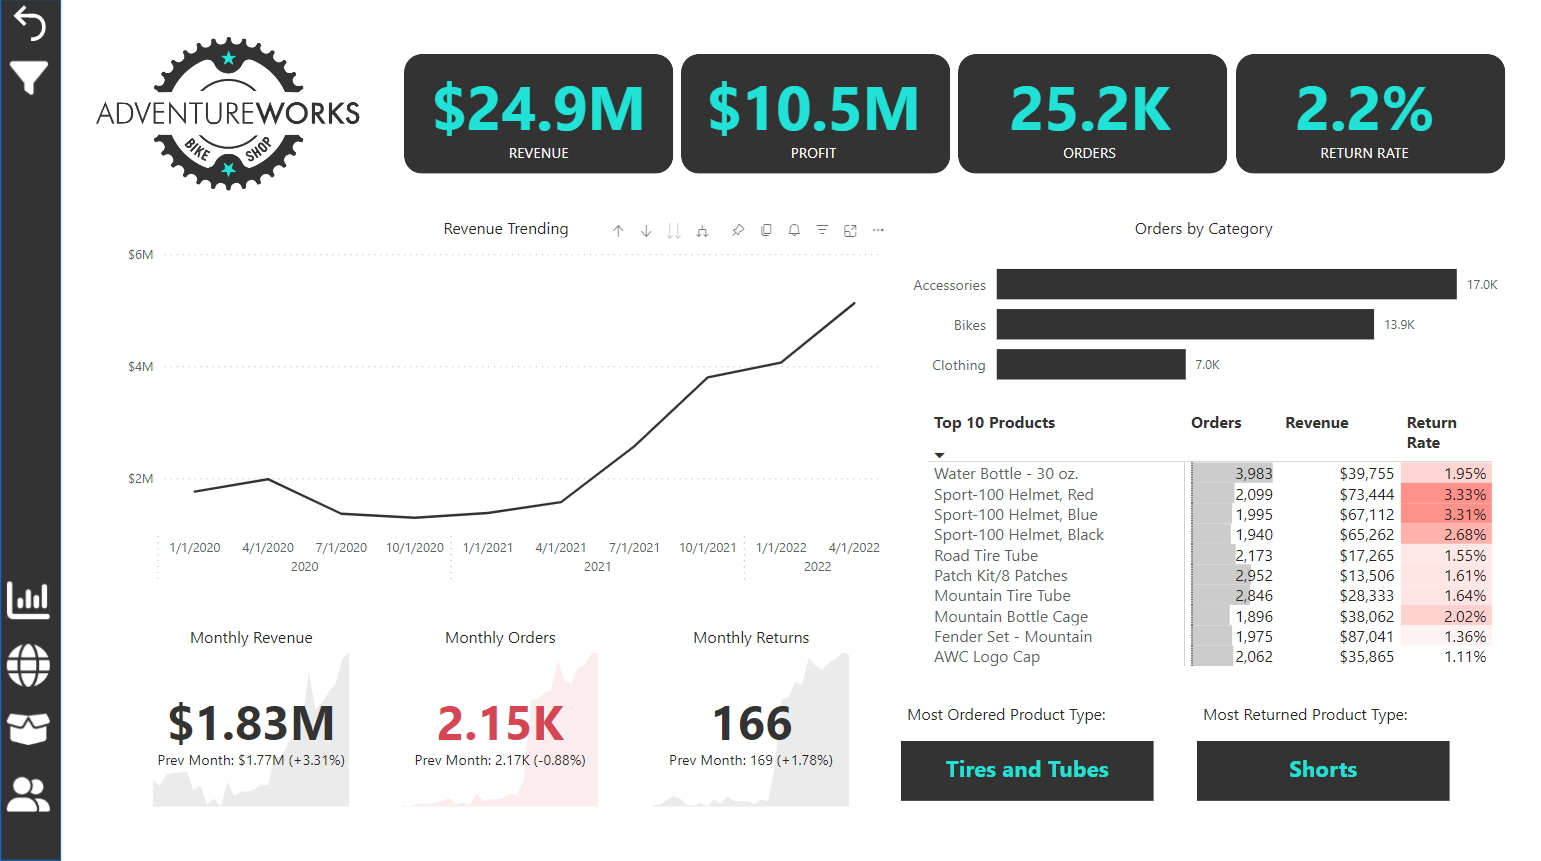 ADVENTUREWORKS
BIKE SHOP
$24.9M
REVENUE
$10.5M
PROFIT
25.2K
ORDERS
2.2%
RETURN RATE
Revenue Trending
$6M
$4M
$2M
1/1/2020 4/1/2020 7/1/2020 10/1/2020 1/1/2021 4/1/2021 7/1/2021 10/1/2021 1/1/2022 4/1/2022
2020 2021 2022
Orders by Category
Accessories 17.0K
Bikes 13.9K
Clothing 7.0K
Top 10 Products Orders Revenue Return
Rate
Water Bottle - 30 oz. 3,983 $39,755 1.95%
Sport-100 Helmet, Red 2,099 $73,444 3.33%
Sport-100 Helmet, Blue 1,995 $67,112 3.31%
Sport-100 Helmet, Black 1,940 $65,262 2.68%
Road Tire Tube 2,173 $17,265 1.55%
Patch Kit/8 Patches 2,952 $13,506 1.61%
Mountain Tire Tube 2,846 $28,333 1.64%
Mountain Bottle Cage 1,896 $38,062 2.02%
Fender Set - Mountain 1,975 $87,041 1.36%
AWC Logo Cap 2,062 $35,865 1.11%
Monthly Revenue
$1.83M
Prev Month: $1.77M (+3.31%)
Monthly Orders
2.15K
Prev Month: 2.17K (-0.88%)
Monthly Returns
166
Prev Month: 169 (+1.78%)
Most Ordered Product Type:
Tires and Tubes
Most Returned Product Type:
Shorts